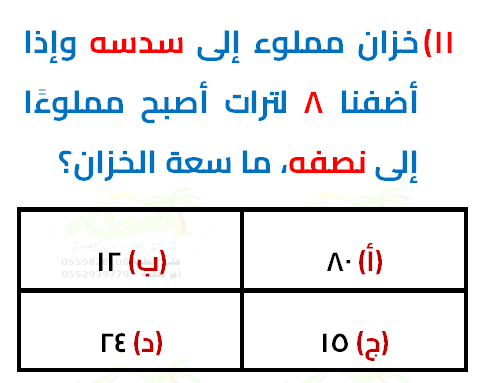 ١١) خزان مملوء إلى سدسه وإذا
أضفنا ٨ لترات أصبح مملوءًا
إلى نصفه، ما سعة الخزان؟
(أ) ٨٠
(ب) ١٢
(ج) ١٥
(د) ٢٤